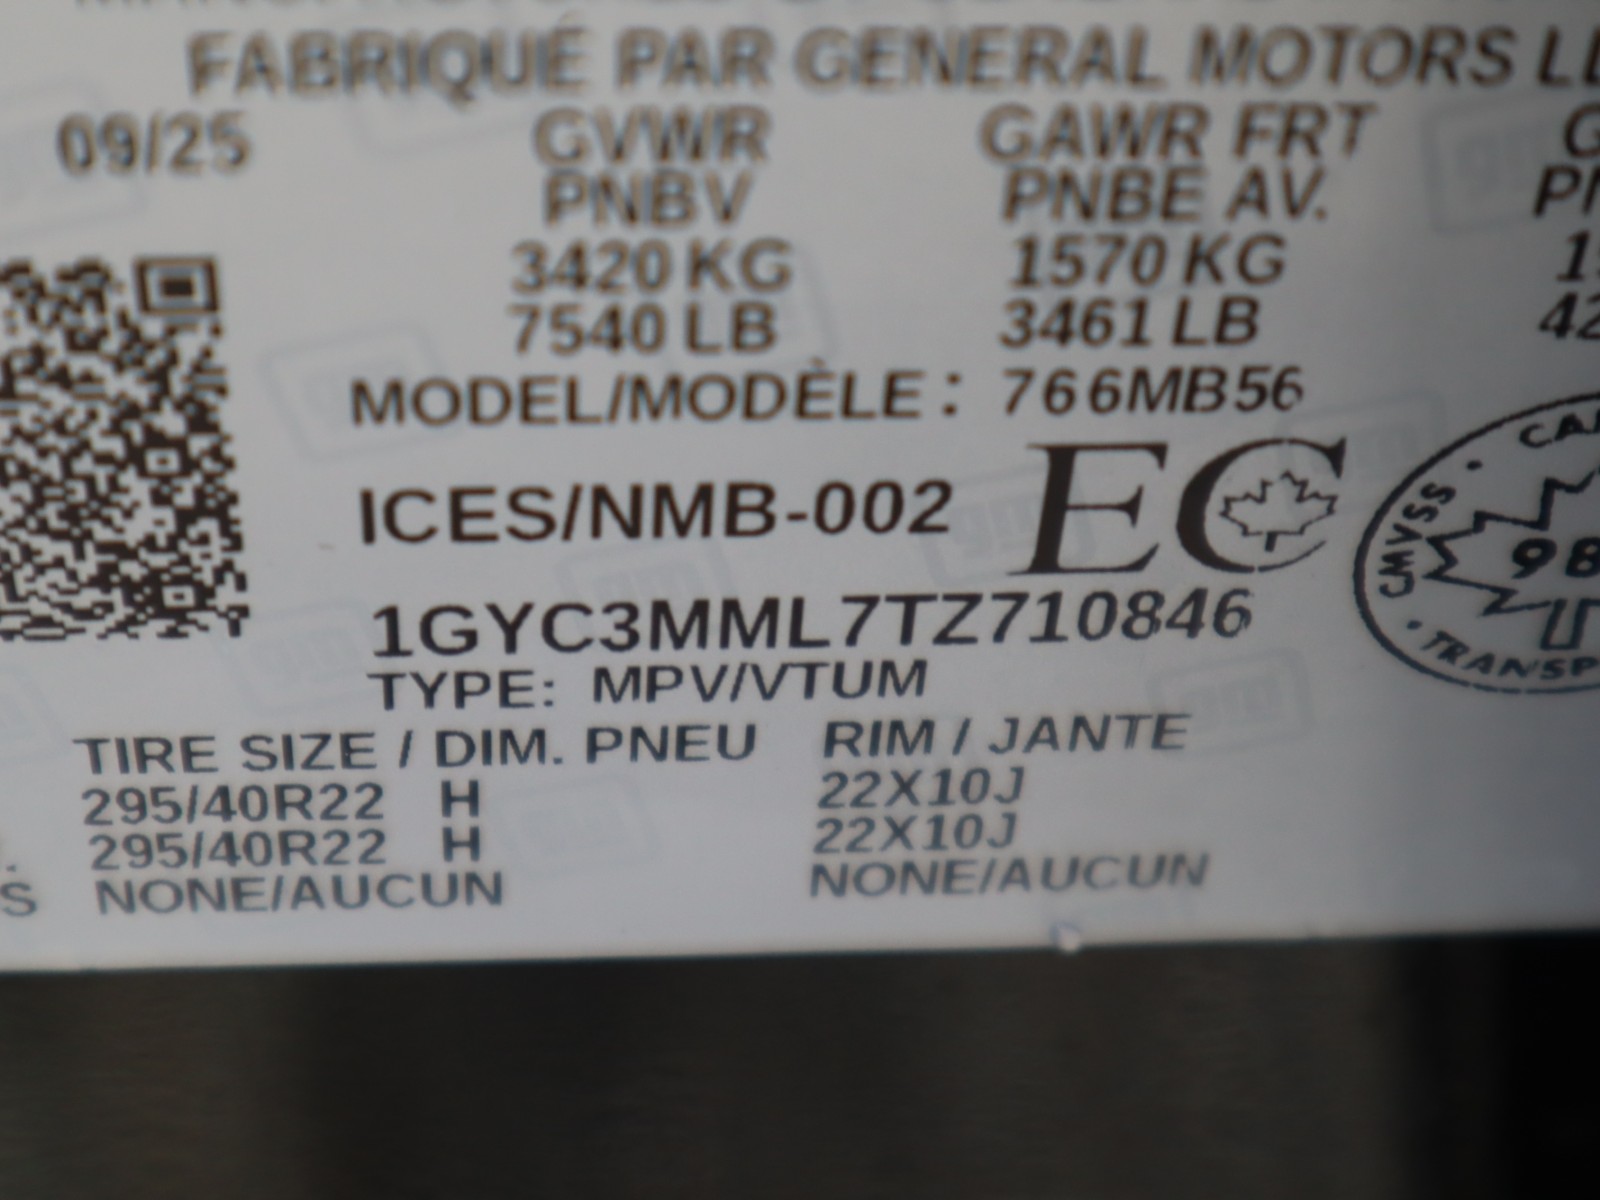 FABRIQUÉ PAR GENERAL MOTORS
09/25 GVWR GAWR FRT
PNBV PNBE AV.
3420 KG 1570 KG
7540 LB 3461 LB
MODEL/MODÈLE : 766MB56
ICES/NMB-002 EC
CMVSS
98
1GYC3MML7TZ710846
TYPE: MPV/VTUM
TIRE SIZE / DIM. PNEU RIM / JANTE
295/40R22 H 22X10J
295/40R22 H 22X10J
NONE/AUCUN NONE/AUCUN